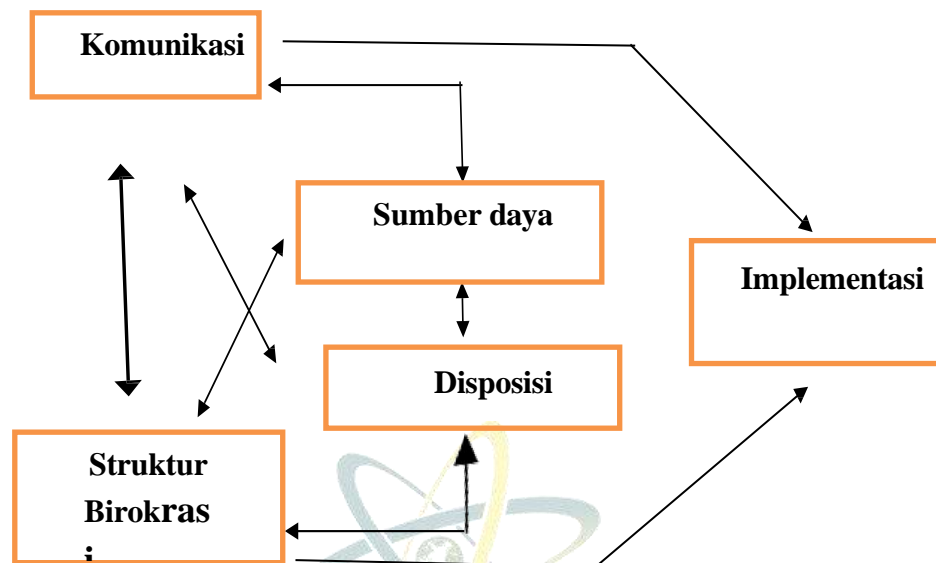 Komunikasi
Sumber daya
Implementasi
Disposisi
Struktur
Birokras
i